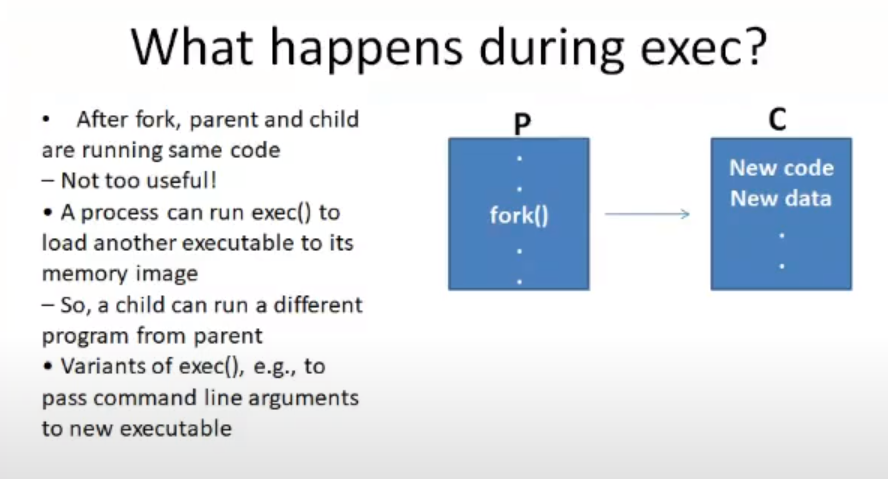 What happens during exec?
• After fork, parent and child
are running same code
– Not too useful!
• A process can run exec() to
load another executable to its
memory image
– So, a child can run a different
program from parent
• Variants of exec(), e.g., to
pass command line arguments
to new executable
P
.
.
fork()
.
.
C
New code
New data
.
.